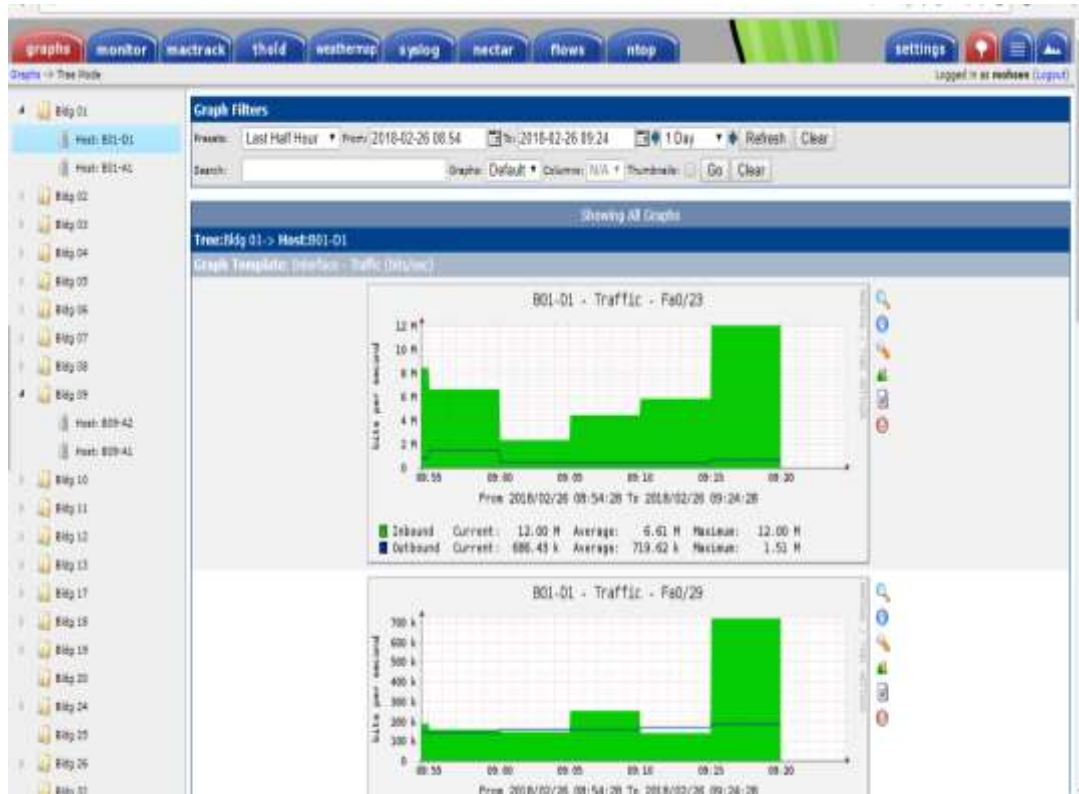 graphs monitor mactrack thold weathermap syslog nectar flows ntop settings
Graphs -> Tree Mode
Logged in as mohsen (Logout)
Bldg 01
Host: B01-D1
Host: B01-A1
Bldg 02
Bldg 03
Bldg 04
Bldg 05
Bldg 06
Bldg 07
Bldg 08
Bldg 09
Host: B09-A2
Host: B09-A1
Bldg 10
Bldg 11
Bldg 12
Bldg 13
Bldg 17
Bldg 18
Bldg 19
Bldg 20
Bldg 24
Bldg 25
Bldg 26
Graph Filters
Presets: Last Half Hour From: 2018-02-26 08:54 To: 2018-02-26 09:24 1 Day Refresh Clear
Search: Graphs: Default Columns: N/A Thumbnails: Go Clear
Showing All Graphs
Tree:Bldg 01-> Host:B01-D1
Graph Template: Interface - Traffic (bits/sec)
B01-D1 - Traffic - Fa0/23
bits per second
12 M
10 M
8 M
6 M
4 M
2 M
0
08:55 09:00 09:05 09:10 09:15 09:20
From 2018/02/26 08:54:28 To 2018/02/26 09:24:28
Inbound Current: 12.00 M Average: 6.61 M Maximum: 12.00 M
Outbound Current: 686.48 k Average: 719.62 k Maximum: 1.51 M
B01-D1 - Traffic - Fa0/29
bits per second
700 k
600 k
500 k
400 k
300 k
200 k
100 k
0
08:55 09:00 09:05 09:10 09:15 09:20
From 2018/02/26 08:54:28 To 2018/02/26 09:24:28